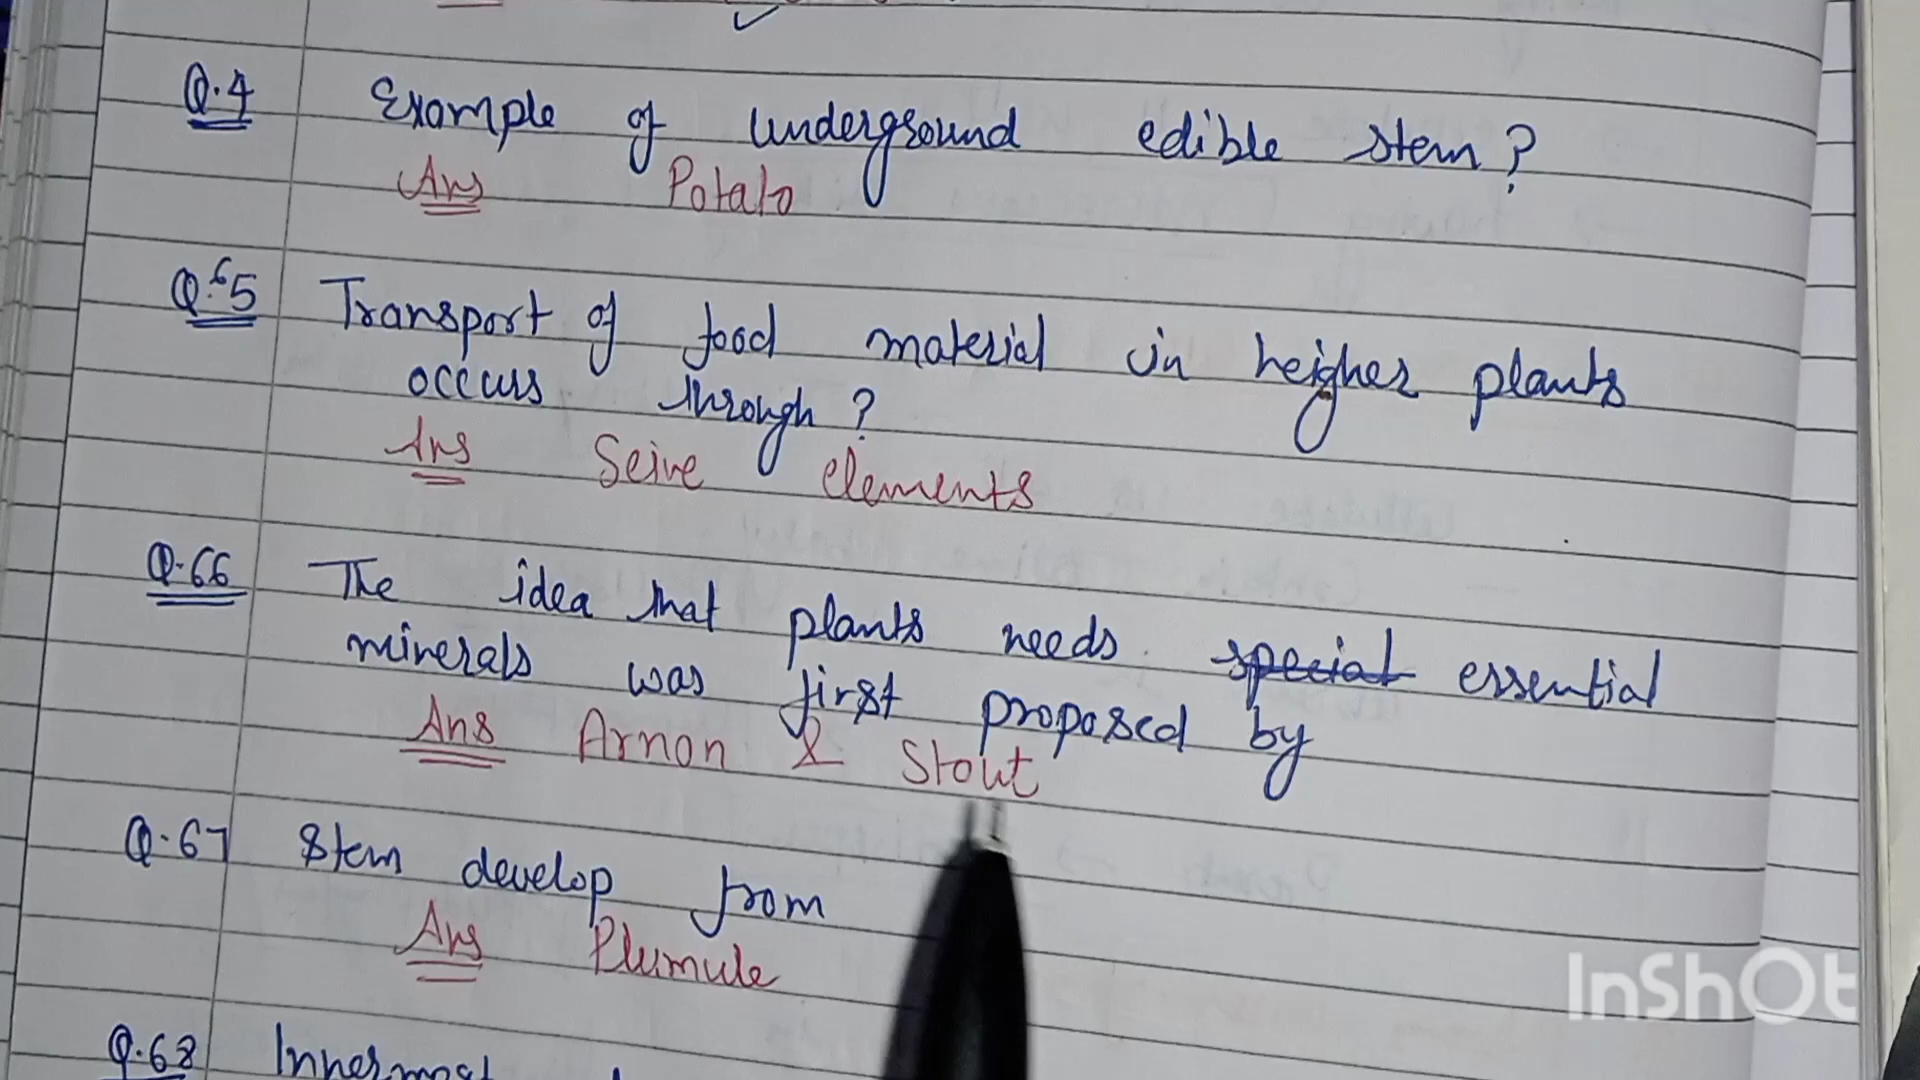 Q.4 Example of underground edible stem?
Ans Potato
Q.65 Transport of food material in heigher plants
occurs through?
Ans Seive elements
Q.66 The idea that plants needs special essential
minerals was first proposed by
Ans Arnon & Stout
Q.67 Stem develop from
Ans Plumule
Q.68 Innermost
InShOt